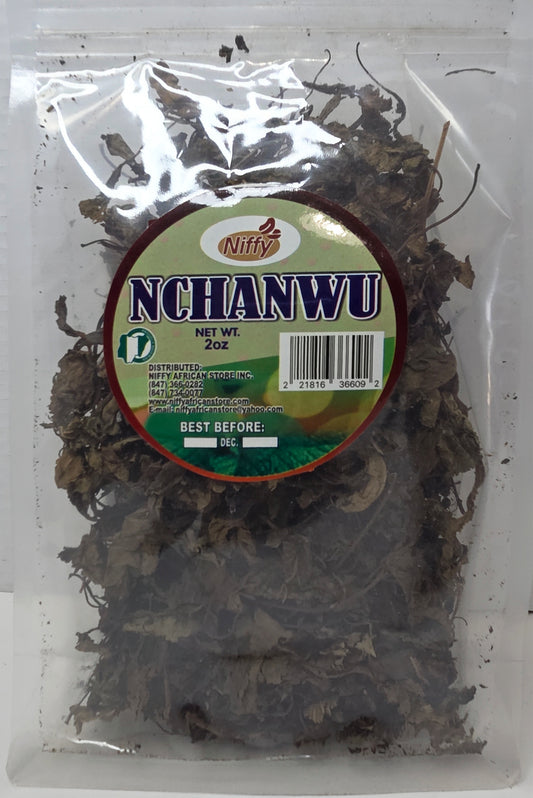 Niffy
NCHANWU
NET WT.
2oz
DISTRIBUTED:
NIFFY AFRICAN STORE INC.
(847) 366-0282
(847) 734-0077
www.niffyafricanstore.com
E-mail: niffyafricanstore@yahoo.com
2 21816 36609 2
BEST BEFORE:
DEC.